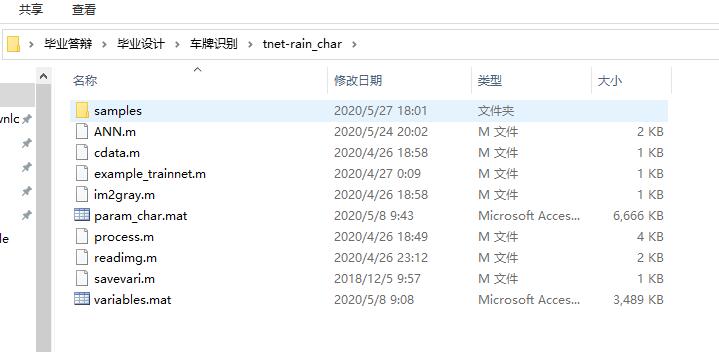 共享 查看
毕业答辩 > 毕业设计 > 车牌识别 > tnet-rain_char >
名称 修改日期 类型 大小
samples 2020/5/27 18:01 文件夹
ANN.m 2020/5/24 20:02 M 文件 2 KB
cdata.m 2020/4/26 18:58 M 文件 1 KB
example_trainnet.m 2020/4/27 0:09 M 文件 1 KB
im2gray.m 2020/4/26 18:58 M 文件 1 KB
param_char.mat 2020/5/8 9:43 Microsoft Acces... 6,666 KB
process.m 2020/4/26 18:49 M 文件 4 KB
readimg.m 2020/4/26 23:12 M 文件 2 KB
savevari.m 2018/12/5 9:57 M 文件 1 KB
variables.mat 2020/5/8 9:08 Microsoft Acces... 3,489 KB